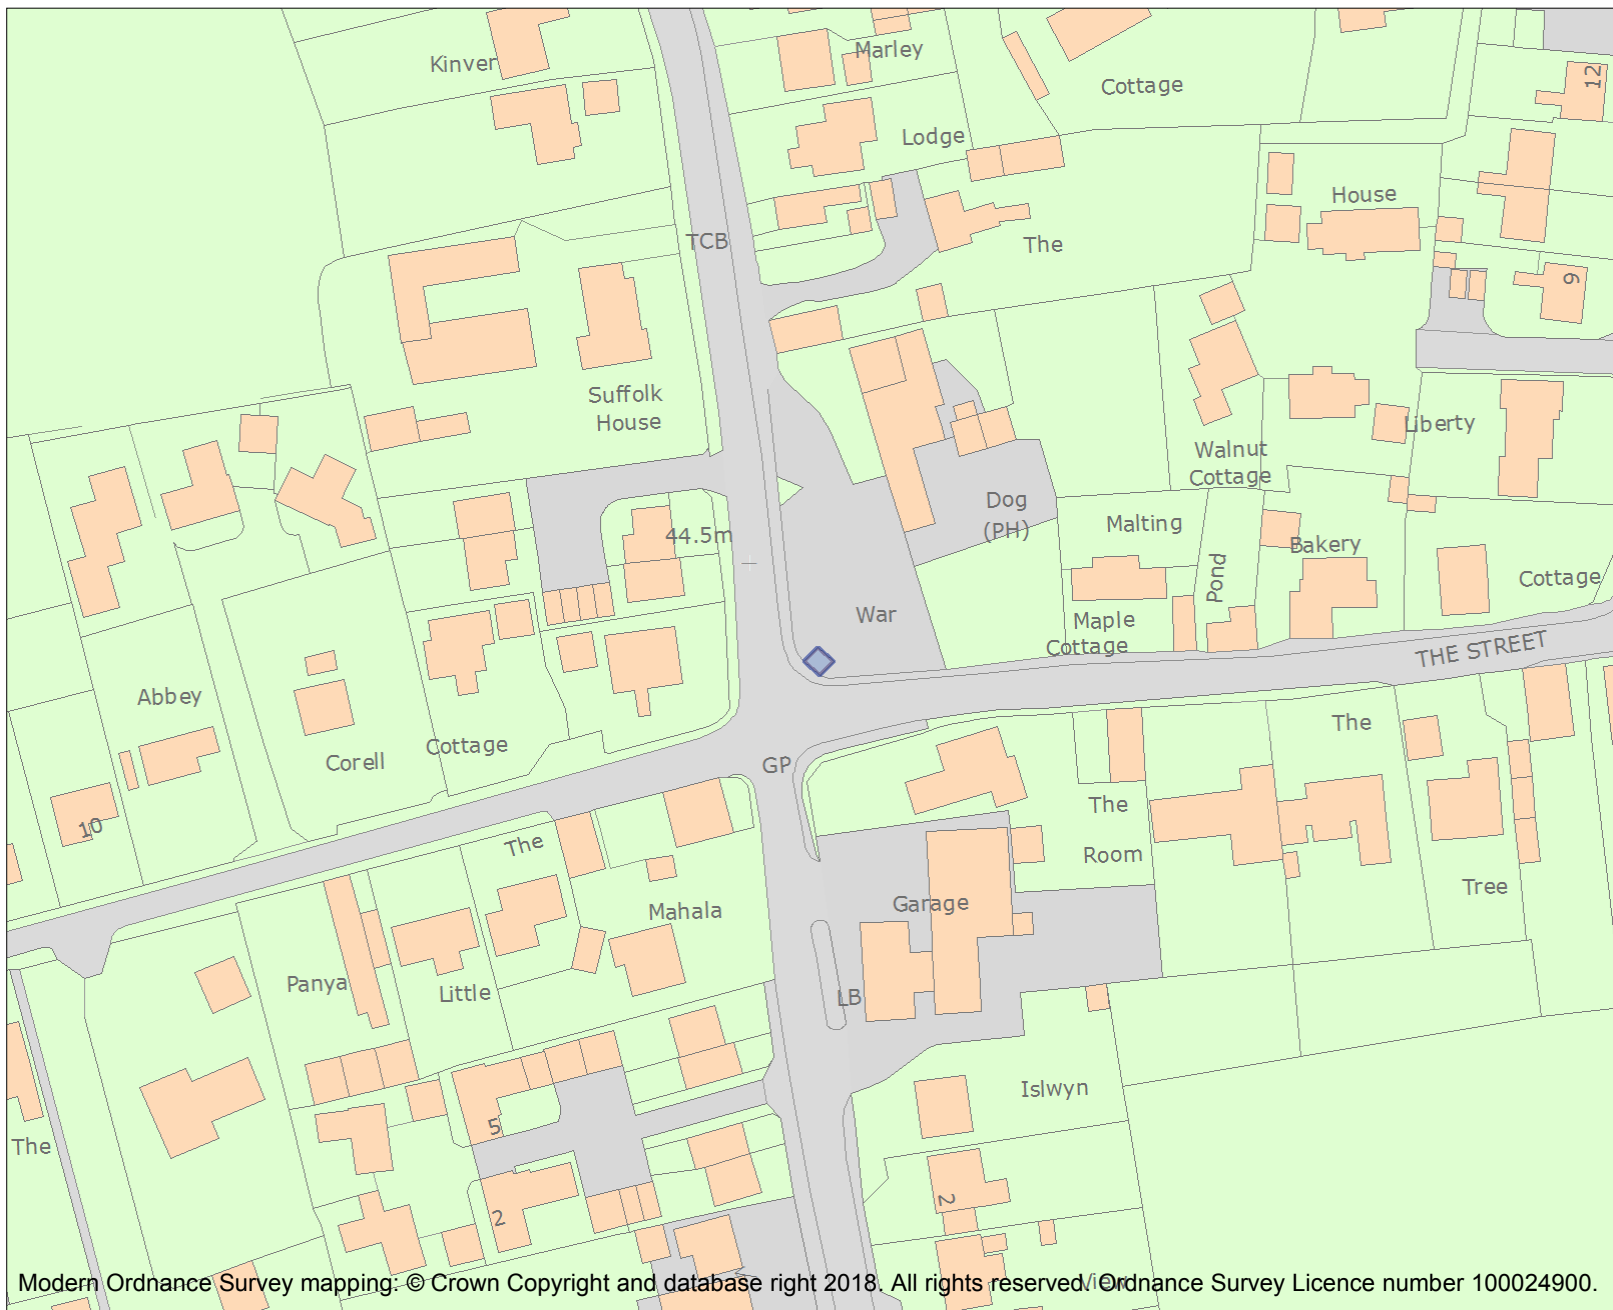 Kinver
Marley
Cottage
12
Lodge
House
TCB
The
6
Suffolk
House
Liberty
Walnut
Cottage
Dog
(PH)
Malting
44.5m
Bakery
Pond
Cottage
War
Maple
Cottage
THE STREET
Abbey
The
Cottage
Corell
GP
The
10
The
Room
Tree
Garage
Mahala
Panya
Little
LB
Islwyn
5
The
2
2
View
Modern Ordnance Survey mapping: © Crown Copyright and database right 2018. All rights reserved. Ordnance Survey Licence number 100024900.